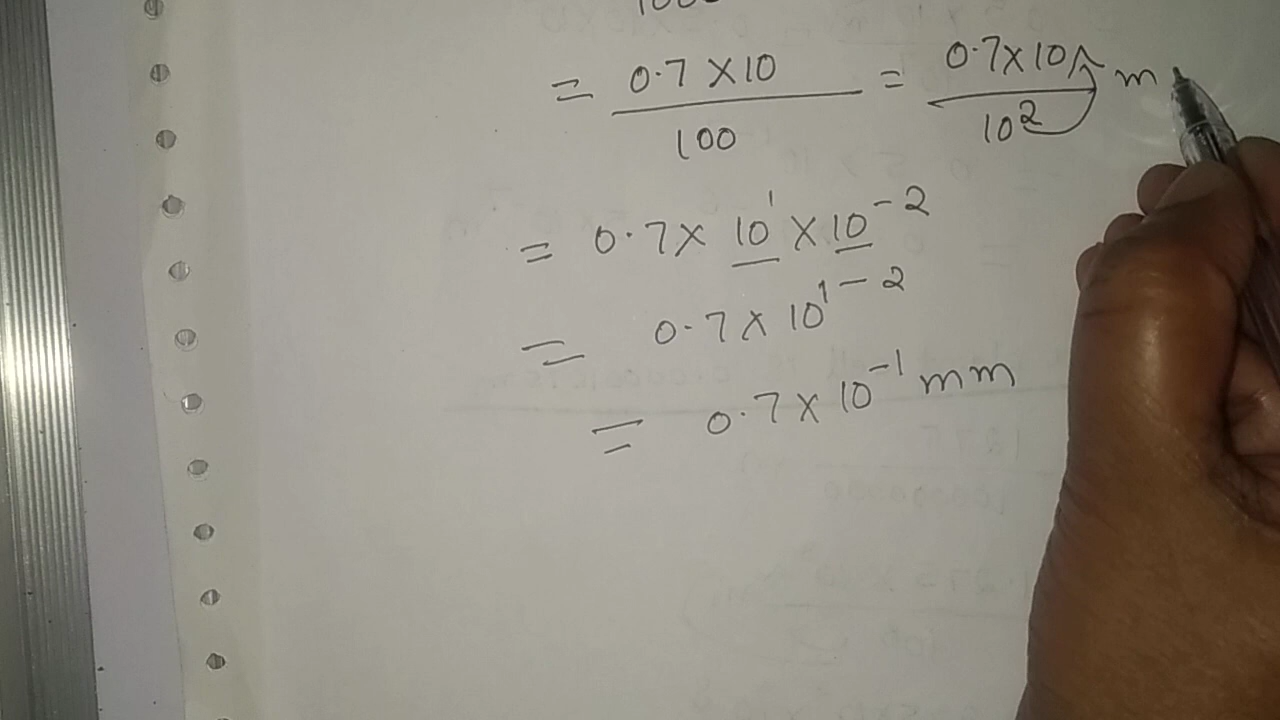 = 0.7 × 10 / 100 = 0.7 × 10 / 10² m
= 0.7 × 10¹ × 10⁻²
= 0.7 × 10¹⁻²
= 0.7 × 10⁻¹ mm